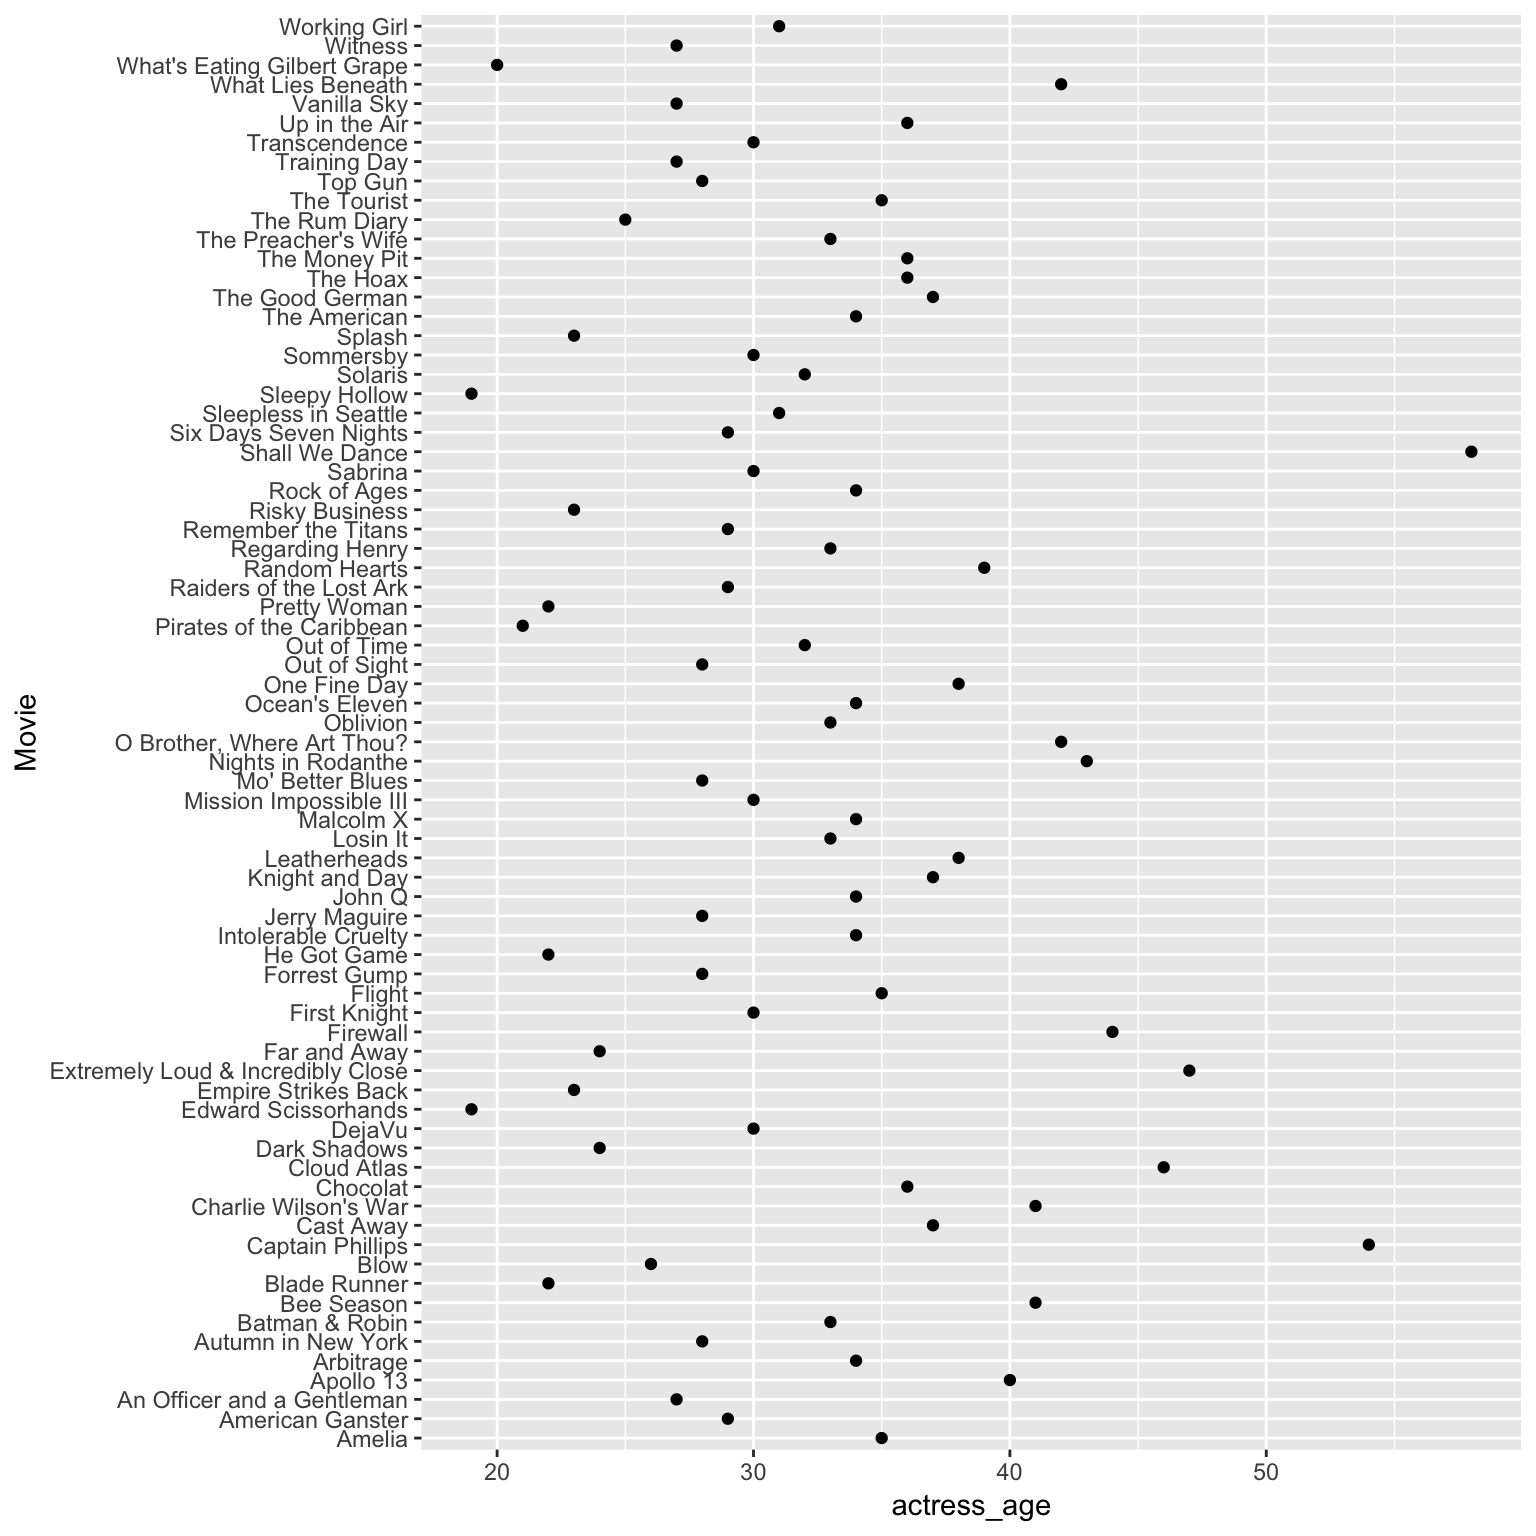 Working Girl
Witness
What's Eating Gilbert Grape
What Lies Beneath
Vanilla Sky
Up in the Air
Transcendence
Training Day
Top Gun
The Tourist
The Rum Diary
The Preacher's Wife
The Money Pit
The Hoax
The Good German
The American
Splash
Sommersby
Solaris
Sleepy Hollow
Sleepless in Seattle
Six Days Seven Nights
Shall We Dance
Sabrina
Rock of Ages
Risky Business
Remember the Titans
Regarding Henry
Random Hearts
Raiders of the Lost Ark
Pretty Woman
Pirates of the Caribbean
Out of Time
Out of Sight
One Fine Day
Ocean's Eleven
Oblivion
O Brother, Where Art Thou?
Nights in Rodanthe
Mo' Better Blues
Mission Impossible III
Malcolm X
Losin It
Leatherheads
Knight and Day
John Q
Jerry Maguire
Intolerable Cruelty
He Got Game
Forrest Gump
Flight
First Knight
Firewall
Far and Away
Extremely Loud & Incredibly Close
Empire Strikes Back
Edward Scissorhands
DejaVu
Dark Shadows
Cloud Atlas
Chocolat
Charlie Wilson's War
Cast Away
Captain Phillips
Blow
Blade Runner
Bee Season
Batman & Robin
Autumn in New York
Arbitrage
Apollo 13
An Officer and a Gentleman
American Ganster
Amelia
Movie
20 30 40 50
actress_age